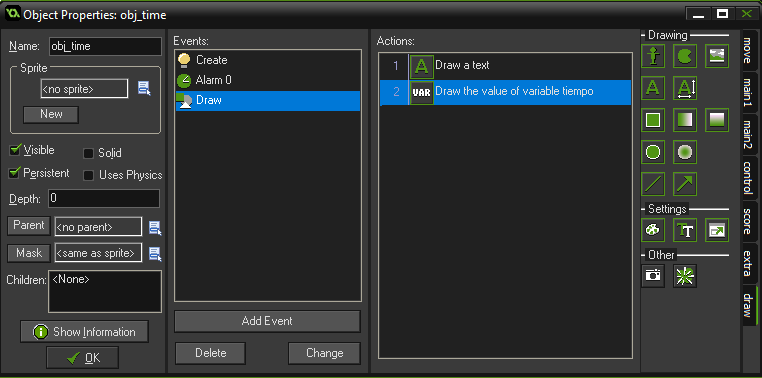 Object Properties: obj_time
Name: obj_time
Sprite
<no sprite>
New
Visible
Solid
Persistent
Uses Physics
Depth: 0
Parent <no parent>
Mask <same as sprite>
Children: <None>
Show Information
OK
Events:
Create
Alarm 0
Draw
Add Event
Delete
Change
Actions:
1 A Draw a text
2 VAR Draw the value of variable tiempo
Drawing
A A
Settings
TT
Other
move
main1
main2
control
score
extra
draw